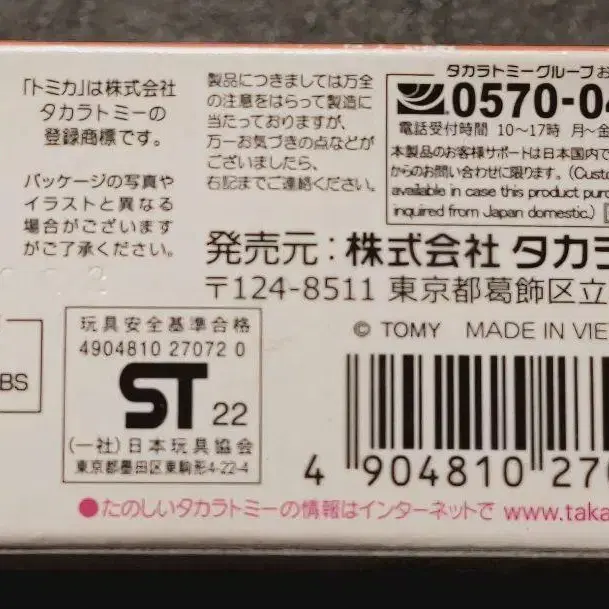 「トミカ」は株式会社
タカラトミーの
登録商標です。
パッケージの写真や
イラストと異なる
場合がございます
がご了承ください。
製品につきましては万全
の注意をはらって製造に
当たっておりますが、
万一お気づきの点などが
ございましたら、
右記までご連絡ください。
タカラトミーグループお
0570-04
電話受付時間 10～17時 月～金
本製品のお客様サポートは日本国内で
からのお問い合わせに限ります。(Custo
available in case this product pur
inquired from Japan domestic.)
発売元：株式会社 タカラ
〒124-8511 東京都葛飾区立
BS
玩具安全基準合格
4904810 27072 0
ST 22
(一社)日本玩具協会
東京都墨田区東駒形4-22-4
© TOMY MADE IN VIE
4 904810 270
●たのしいタカラトミーの情報はインターネットで www.taka